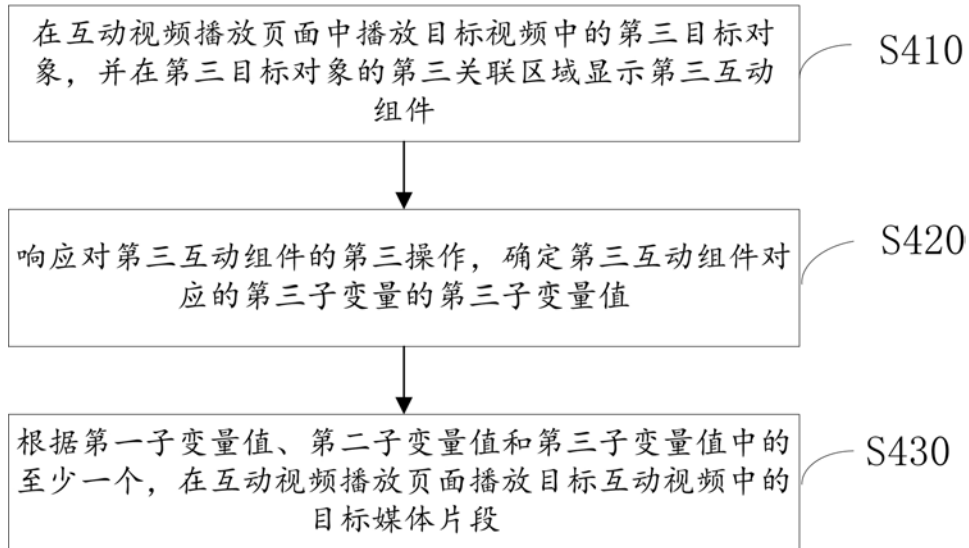 在互动视频播放页面中播放目标视频中的第三目标对
象，并在第三目标对象的第三关联区域显示第三互动
组件
S410
响应对第三互动组件的第三操作，确定第三互动组件对
应的第三子变量的第三子变量值
S420
根据第一子变量值、第二子变量值和第三子变量值中的
至少一个，在互动视频播放页面播放目标互动视频中的
目标媒体片段
S430